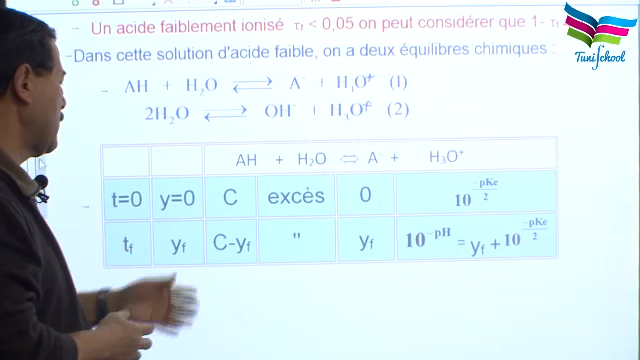 - Un acide faiblement ionisé τf < 0,05 on peut considérer que 1- τf
Tunischool
-Dans cette solution d'acide faible, on a deux équilibres chimiques :
- AH + H₂O ⇄ A⁻ + H₃O⁺ (1)
2H₂O ⇄ OH⁻ + H₃O⁺ (2)
AH + H₂O ⇔ A⁻ + H₃O⁺
- t=0 y=0 C excès 0 10^(-pKe/2)
tf yf C-yf " yf 10^(-pH) = yf + 10^(-pKe/2)